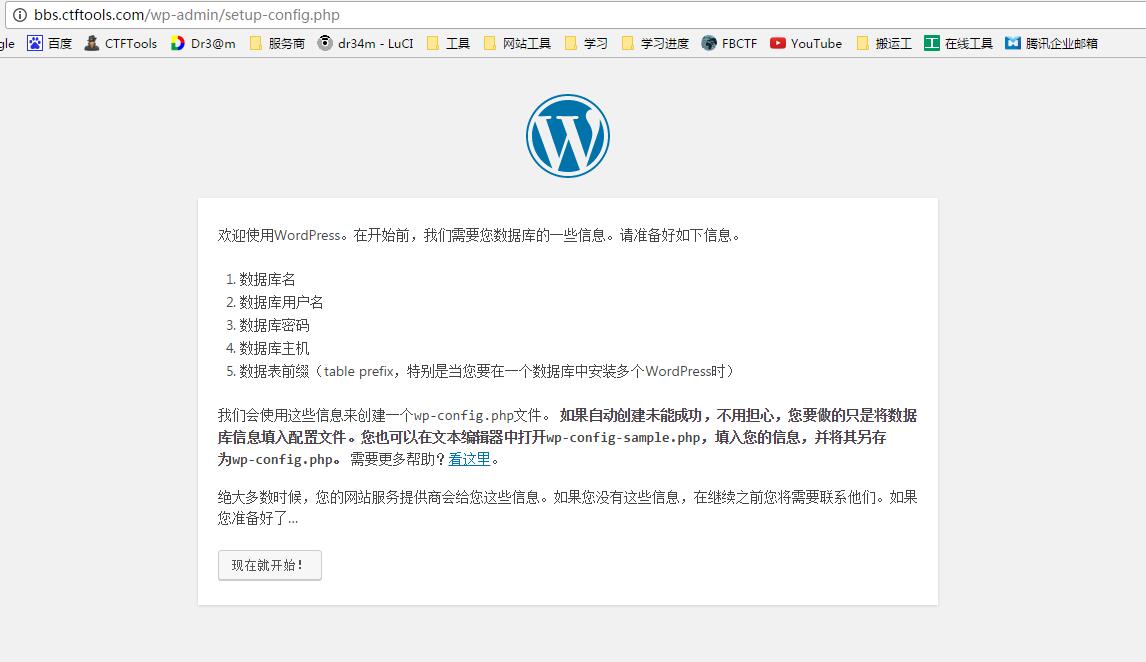 bbs.ctftools.com/wp-admin/setup-config.php
gle 百度 CTFTools Dr3@m 服务商 dr34m - LuCI 工具 网站工具 学习 学习进度 FBCTF YouTube 搬运工 在线工具 腾讯企业邮箱
欢迎使用WordPress。在开始前，我们需要您数据库的一些信息。请准备好如下信息。
1. 数据库名
2. 数据库用户名
3. 数据库密码
4. 数据库主机
5. 数据表前缀（table prefix，特别是当您要在一个数据库中安装多个WordPress时）
我们会使用这些信息来创建一个wp-config.php文件。 如果自动创建未能成功，不用担心，您要做的只是将数据
库信息填入配置文件。您也可以在文本编辑器中打开wp-config-sample.php，填入您的信息，并将其另存
为wp-config.php。 需要更多帮助？看这里。
绝大多数时候，您的网站服务提供商会给您这些信息。如果您没有这些信息，在继续之前您将需要联系他们。如果
您准备好了…
现在就开始！